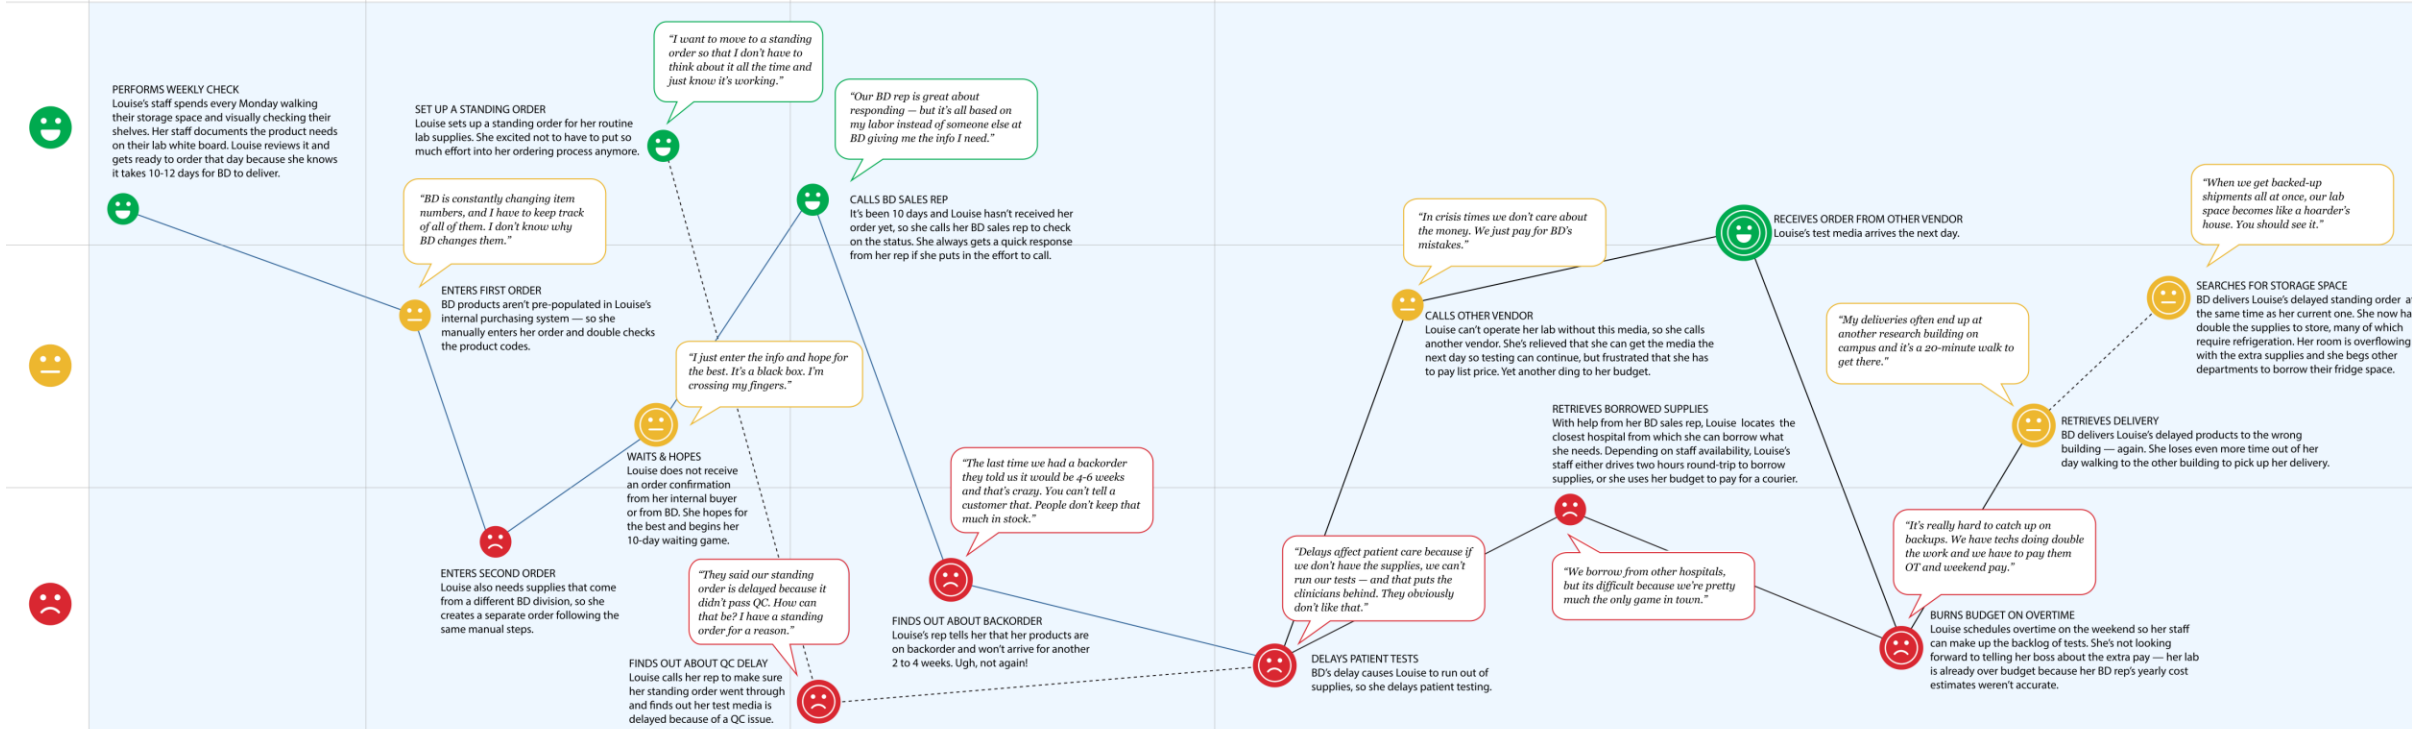 PERFORMS WEEKLY CHECK
Louise's staff spends every Monday walking
their storage space and visually checking their
shelves. Her staff documents the product needs
on their lab white board. Louise reviews it and
gets ready to order that day because she knows
it takes 10-12 days for BD to deliver.
SET UP A STANDING ORDER
Louise sets up a standing order for her routine
lab supplies. She excited not to have to put so
much effort into her ordering process anymore.
“I want to move to a standing
order so that I don't have to
think about it all the time and
just know it's working.”
“BD is constantly changing item
numbers, and I have to keep track
of all of them. I don't know why
BD changes them.”
ENTERS FIRST ORDER
BD products aren't pre-populated in Louise's
internal purchasing system — so she
manually enters her order and double checks
the product codes.
ENTERS SECOND ORDER
Louise also needs supplies that come
from a different BD division, so she
creates a separate order following the
same manual steps.
“I just enter the info and hope for
the best. It's a black box. I'm
crossing my fingers.”
WAITS & HOPES
Louise does not receive
an order confirmation
from her internal buyer
or from BD. She hopes for
the best and begins her
10-day waiting game.
“Our BD rep is great about
responding — but it's all based on
my labor instead of someone else at
BD giving me the info I need.”
CALLS BD SALES REP
It's been 10 days and Louise hasn't received her
order yet, so she calls her BD sales rep to check
on the status. She always gets a quick response
from her rep if she puts in the effort to call.
“They said our standing
order is delayed because it
didn't pass QC. How can
that be? I have a standing
order for a reason.”
FINDS OUT ABOUT QC DELAY
Louise calls her rep to make sure
her standing order went through
and finds out her test media is
delayed because of a QC issue.
“The last time we had a backorder
they told us it would be 4-6 weeks
and that's crazy. You can't tell a
customer that. People don't keep that
much in stock.”
FINDS OUT ABOUT BACKORDER
Louise's rep tells her that her products are
on backorder and won't arrive for another
2 to 4 weeks. Ugh, not again!
“Delays affect patient care because if
we don't have the supplies, we can't
run our tests — and that puts the
clinicians behind. They obviously
don't like that.”
DELAYS PATIENT TESTS
BD's delay causes Louise to run out of
supplies, so she delays patient testing.
“In crisis times we don't care about
the money. We just pay for BD's
mistakes.”
CALLS OTHER VENDOR
Louise can't operate her lab without this media, so she calls
another vendor. She's relieved that she can get the media the
next day so testing can continue, but frustrated that she has
to pay list price. Yet another ding to her budget.
RETRIEVES BORROWED SUPPLIES
With help from her BD sales rep, Louise locates the
closest hospital from which she can borrow what
she needs. Depending on staff availability, Louise's
staff either drives two hours round-trip to borrow
supplies, or she uses her budget to pay for a courier.
“We borrow from other hospitals,
but its difficult because we're pretty
much the only game in town.”
RECEIVES ORDER FROM OTHER VENDOR
Louise's test media arrives the next day.
“It's really hard to catch up on
backups. We have techs doing double
the work and we have to pay them
OT and weekend pay.”
BURNS BUDGET ON OVERTIME
Louise schedules overtime on the weekend so her staff
can make up the backlog of tests. She's not looking
forward to telling her boss about the extra pay — her lab
is already over budget because her BD rep's yearly cost
estimates weren't accurate.
“My deliveries often end up at
another research building on
campus and it's a 20-minute walk to
get there.”
RETRIEVES DELIVERY
BD delivers Louise's delayed products to the wrong
building — again. She loses even more time out of her
day walking to the other building to pick up her delivery.
“When we get backed-up
shipments all at once, our lab
space becomes like a hoarder's
house. You should see it.”
SEARCHES FOR STORAGE SPACE
BD delivers Louise's delayed standing order
the same time as her current one. She now
double the supplies to store, many of which
require refrigeration. Her room is overflowing
with the extra supplies and she begs other
departments to borrow their fridge space.